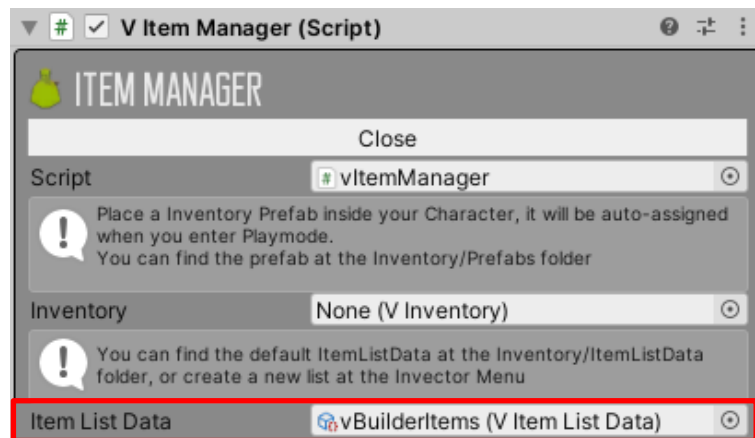 V Item Manager (Script)
ITEM MANAGER
Close
Script vItemManager
Place a Inventory Prefab inside your Character, it will be auto-assigned
when you enter Playmode.
You can find the prefab at the Inventory/Prefabs folder
Inventory None (V Inventory)
You can find the default ItemListData at the Inventory/ItemListData
folder, or create a new list at the Invector Menu
Item List Data vBuilderItems (V Item List Data)